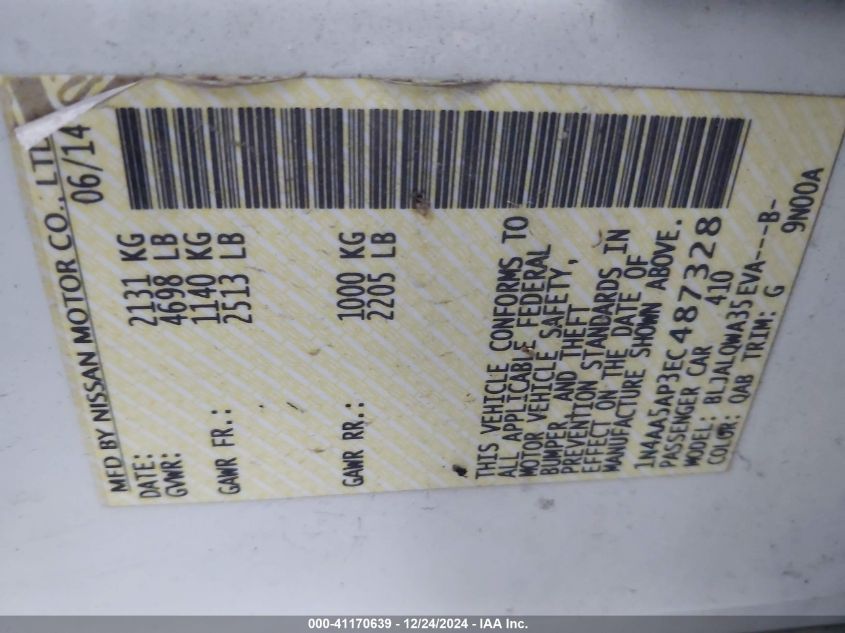 MFD BY NISSAN MOTOR CO., LTD
DATE: 06/14
GVWR: 2131 KG
4698 LB
GAWR FR.: 1140 KG
2513 LB
GAWR RR.: 1000 KG
2205 LB
THIS VEHICLE CONFORMS TO
ALL APPLICABLE FEDERAL
MOTOR VEHICLE SAFETY,
BUMPER, AND THEFT
PREVENTION STANDARDS IN
EFFECT ON THE DATE OF
MANUFACTURE SHOWN ABOVE.
1N4AA5AP3EC487328
PASSENGER CAR 410
MODEL: BLJALQWA35EVA---B-
COLOR: QAB TRIM: G 9N00A
000-41170639 - 12/24/2024 - IAA Inc.